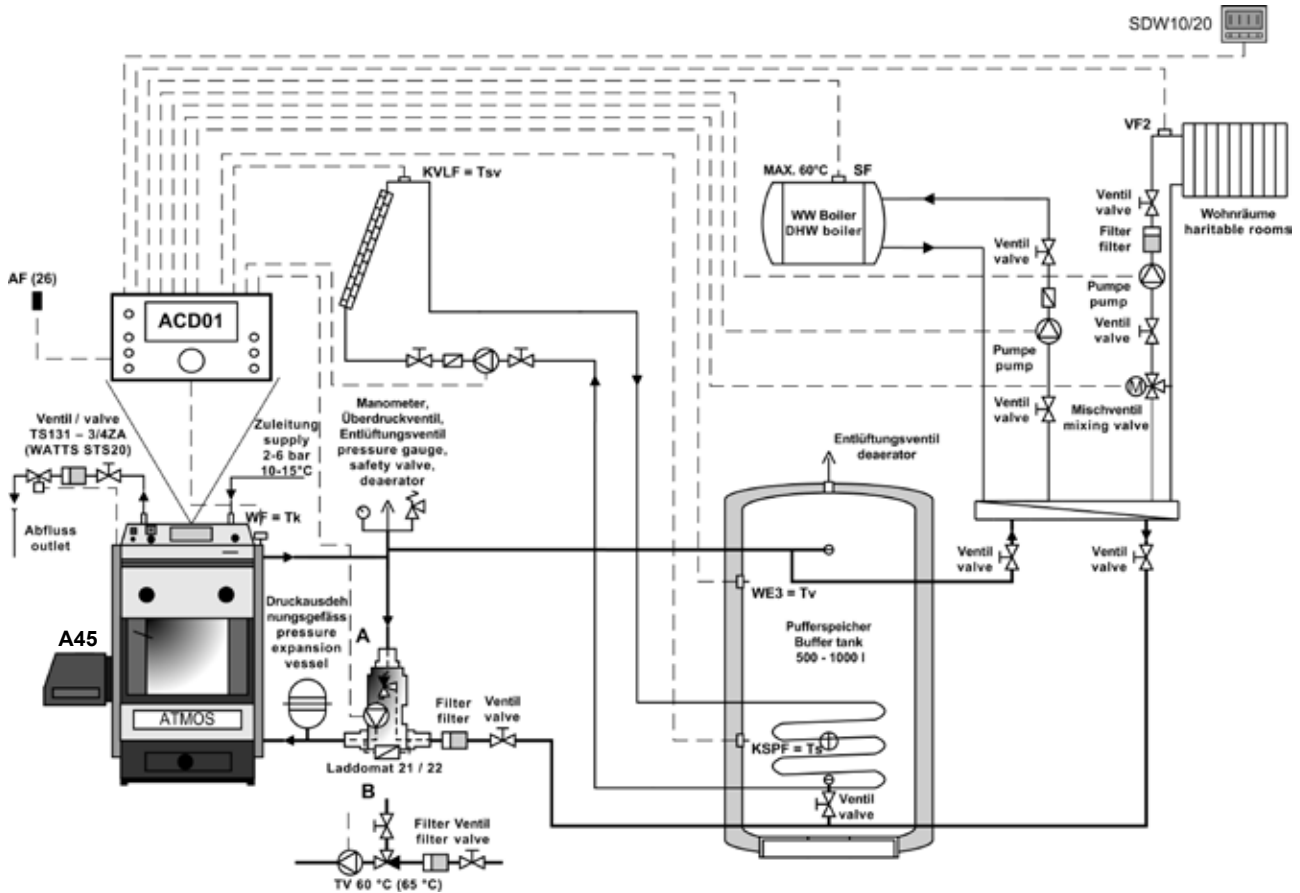 SDW10/20
VF2
KVLF = Tsv
MAX. 60°C
SF
WW Boiler
DHW boiler
Ventil
valve
Filter
filter
Wohnräume
haritable rooms
Ventil
valve
AF (26)
ACD01
Pumpe
pump
Ventil
valve
Pumpe
pump
M
Mischventil
mixing valve
Ventil
valve
Ventil / valve
TS131 – 3/4ZA
(WATTS STS20)
Zuleitung
supply
2-6 bar
10-15°C
Manometer,
Überdruckventil,
Entlüftungsventil
pressure gauge,
safety valve,
deaerator
Entlüftungsventil
deaerator
Abfluss
outlet
WF = Tk
Ventil
valve
Ventil
valve
WE3 = Tv
Druckausdeh
nungsgefäss
pressure
expansion
vessel
A
Pufferspeicher
Buffer tank
500 - 1000 l
A45
ATMOS
Filter
filter
Ventil
valve
KSPF = Ts
Laddomat 21 / 22
Ventil
valve
B
Filter Ventil
filter valve
TV 60 °C (65 °C)